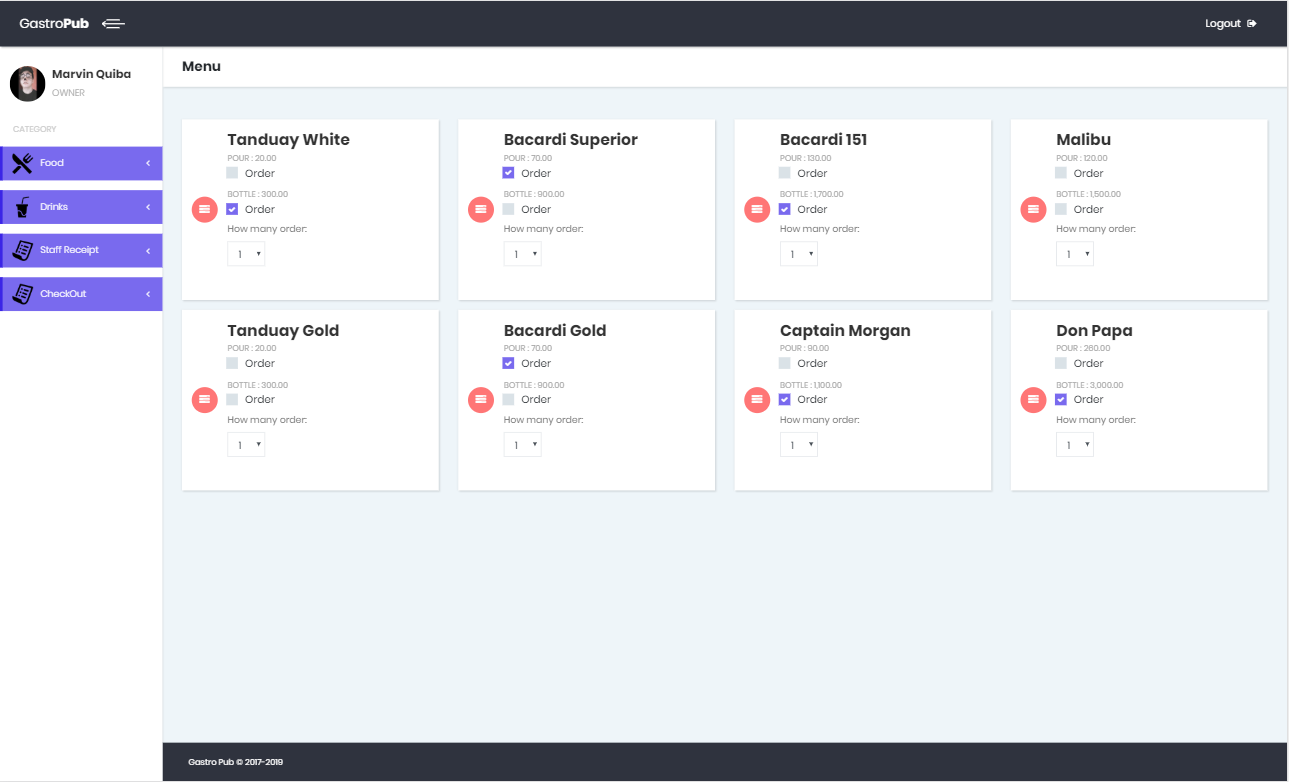 GastroPub
Logout
Marvin Quiba
OWNER
CATEGORY
Food
Drinks
Staff Receipt
CheckOut
Menu
Tanduay White
POUR : 20.00
Order
BOTTLE : 300.00
Order
How many order:
1
Bacardi Superior
POUR : 70.00
Order
BOTTLE : 900.00
Order
How many order:
1
Bacardi 151
POUR : 130.00
Order
BOTTLE : 1,700.00
Order
How many order:
1
Malibu
POUR : 120.00
Order
BOTTLE : 1,500.00
Order
How many order:
1
Tanduay Gold
POUR : 20.00
Order
BOTTLE : 300.00
Order
How many order:
1
Bacardi Gold
POUR : 70.00
Order
BOTTLE : 900.00
Order
How many order:
1
Captain Morgan
POUR : 90.00
Order
BOTTLE : 1,100.00
Order
How many order:
1
Don Papa
POUR : 280.00
Order
BOTTLE : 3,000.00
Order
How many order:
1
Gastro Pub © 2017-2019